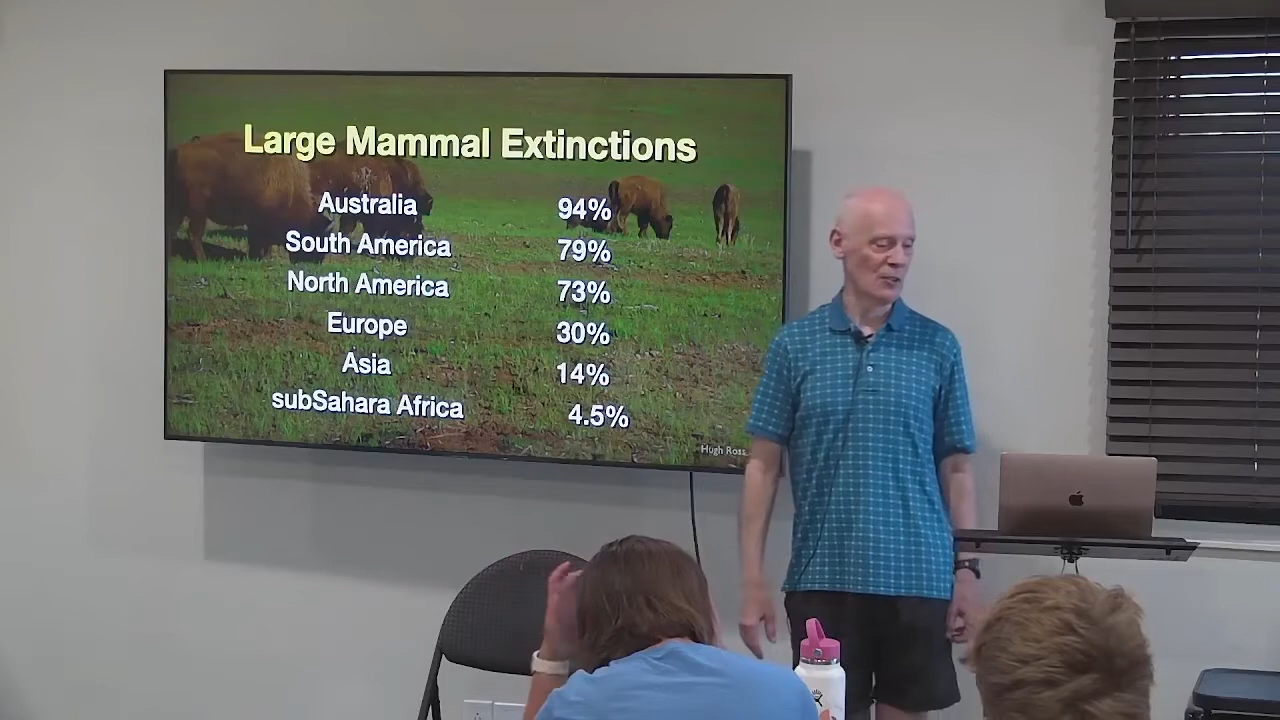 Large Mammal Extinctions
Australia 94%
South America 79%
North America 73%
Europe 30%
Asia 14%
subSahara Africa 4.5%
Hugh Ross